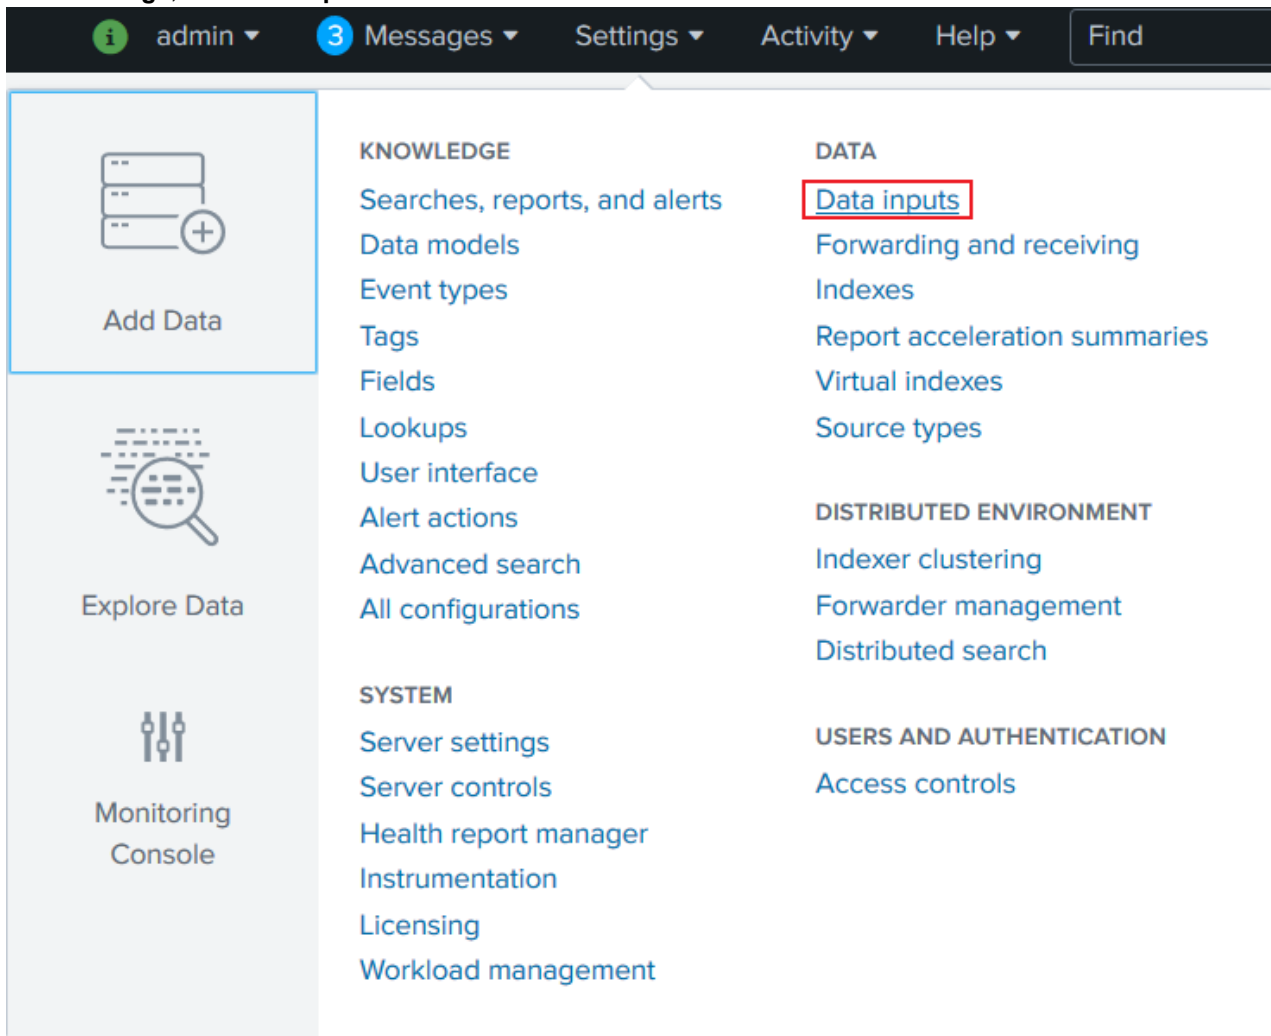 i admin 3 Messages Settings Activity Help Find
Add Data
Explore Data
Monitoring
Console
KNOWLEDGE
Searches, reports, and alerts
Data models
Event types
Tags
Fields
Lookups
User interface
Alert actions
Advanced search
All configurations
SYSTEM
Server settings
Server controls
Health report manager
Instrumentation
Licensing
Workload management
DATA
Data inputs
Forwarding and receiving
Indexes
Report acceleration summaries
Virtual indexes
Source types
DISTRIBUTED ENVIRONMENT
Indexer clustering
Forwarder management
Distributed search
USERS AND AUTHENTICATION
Access controls